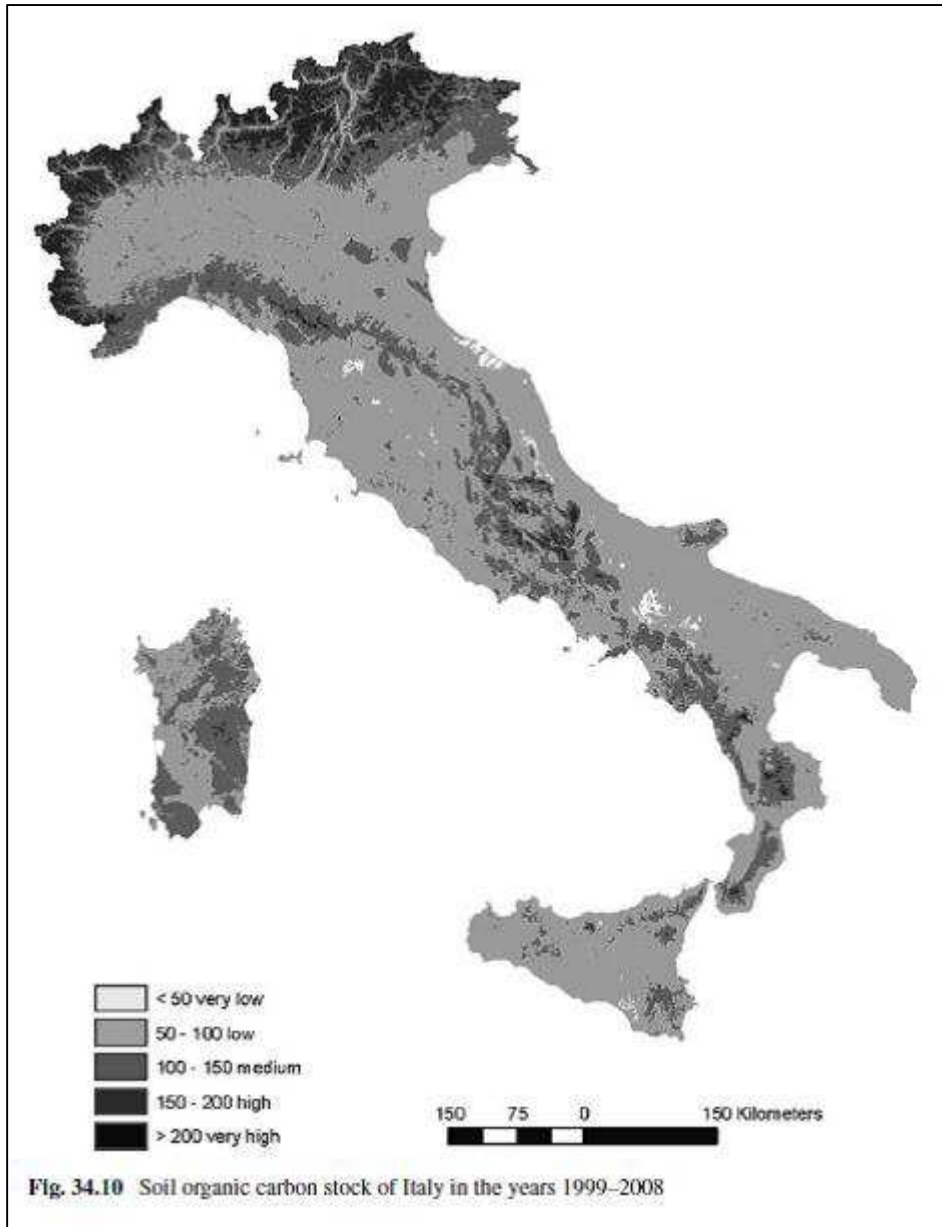 < 50 very low
50 - 100 low
100 - 150 medium
150 - 200 high
> 200 very high
150 75 0 150 Kilometers
Fig. 34.10 Soil organic carbon stock of Italy in the years 1999–2008